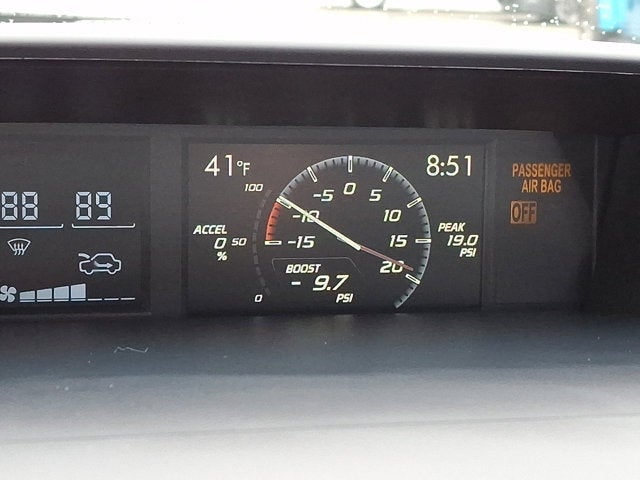 88 89
41°F
8:51
100
50
0
ACCEL
0
%
-15
-10
-5
0
5
10
15
20
BOOST
- 9.7
PSI
PEAK
19.0
PSI
PASSENGER
AIR BAG
OFF